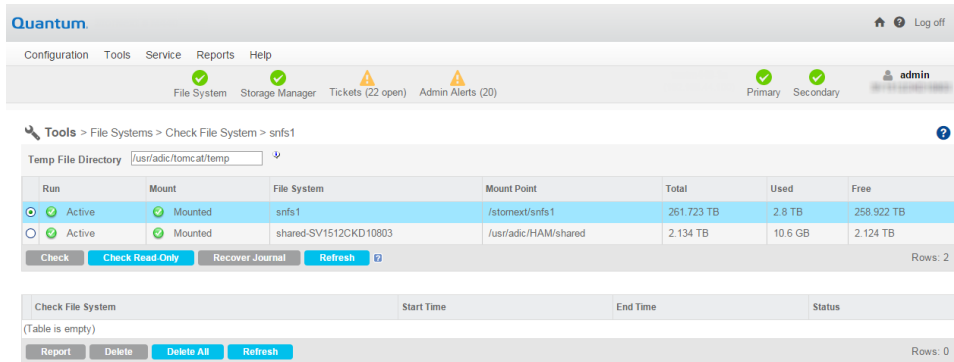 Quantum.
Log off
Configuration Tools Service Reports Help
File System Storage Manager Tickets (22 open) Admin Alerts (20) Primary Secondary admin
Tools > File Systems > Check File System > snfs1
Temp File Directory /usr/adic/tomcat/temp
Run Mount File System Mount Point Total Used Free
Active Mounted snfs1 /stornext/snfs1 261.723 TB 2.8 TB 258.922 TB
Active Mounted shared-SV1512CKD10803 /usr/adic/HAM/shared 2.134 TB 10.6 GB 2.124 TB
Check Check Read-Only Recover Journal Refresh Rows: 2
Check File System Start Time End Time Status
(Table is empty)
Report Delete Delete All Refresh Rows: 0